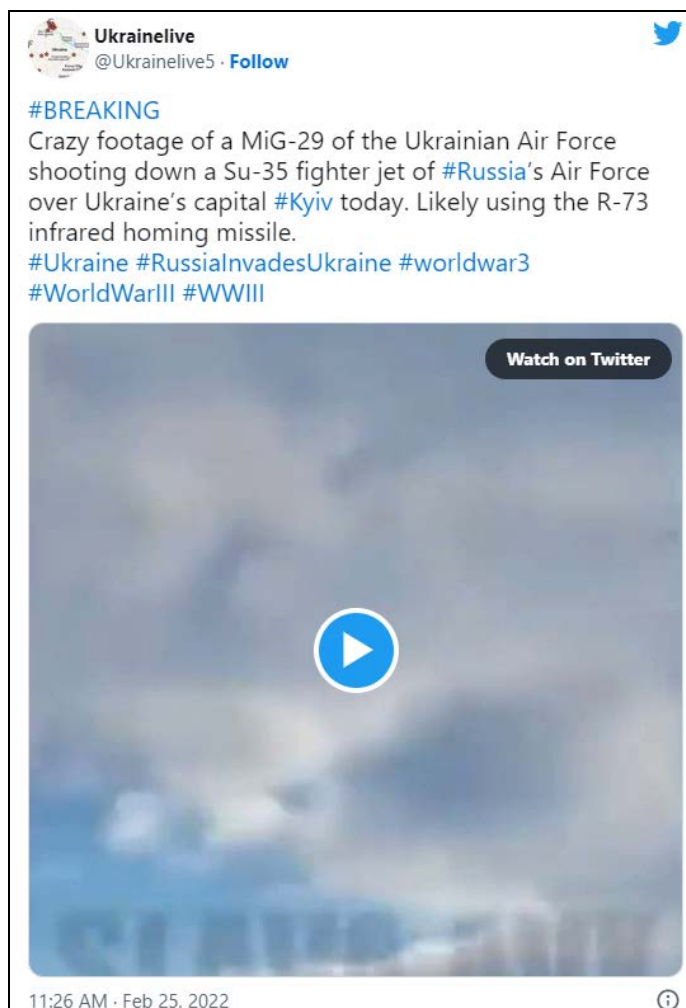 Ukrainelive
@Ukrainelive5 · Follow
#BREAKING
Crazy footage of a MiG-29 of the Ukrainian Air Force
shooting down a Su-35 fighter jet of #Russia’s Air Force
over Ukraine’s capital #Kyiv today. Likely using the R-73
infrared homing missile.
#Ukraine #RussiaInvadesUkraine #worldwar3
#WorldWarIII #WWIII
Watch on Twitter
11:26 AM · Feb 25, 2022